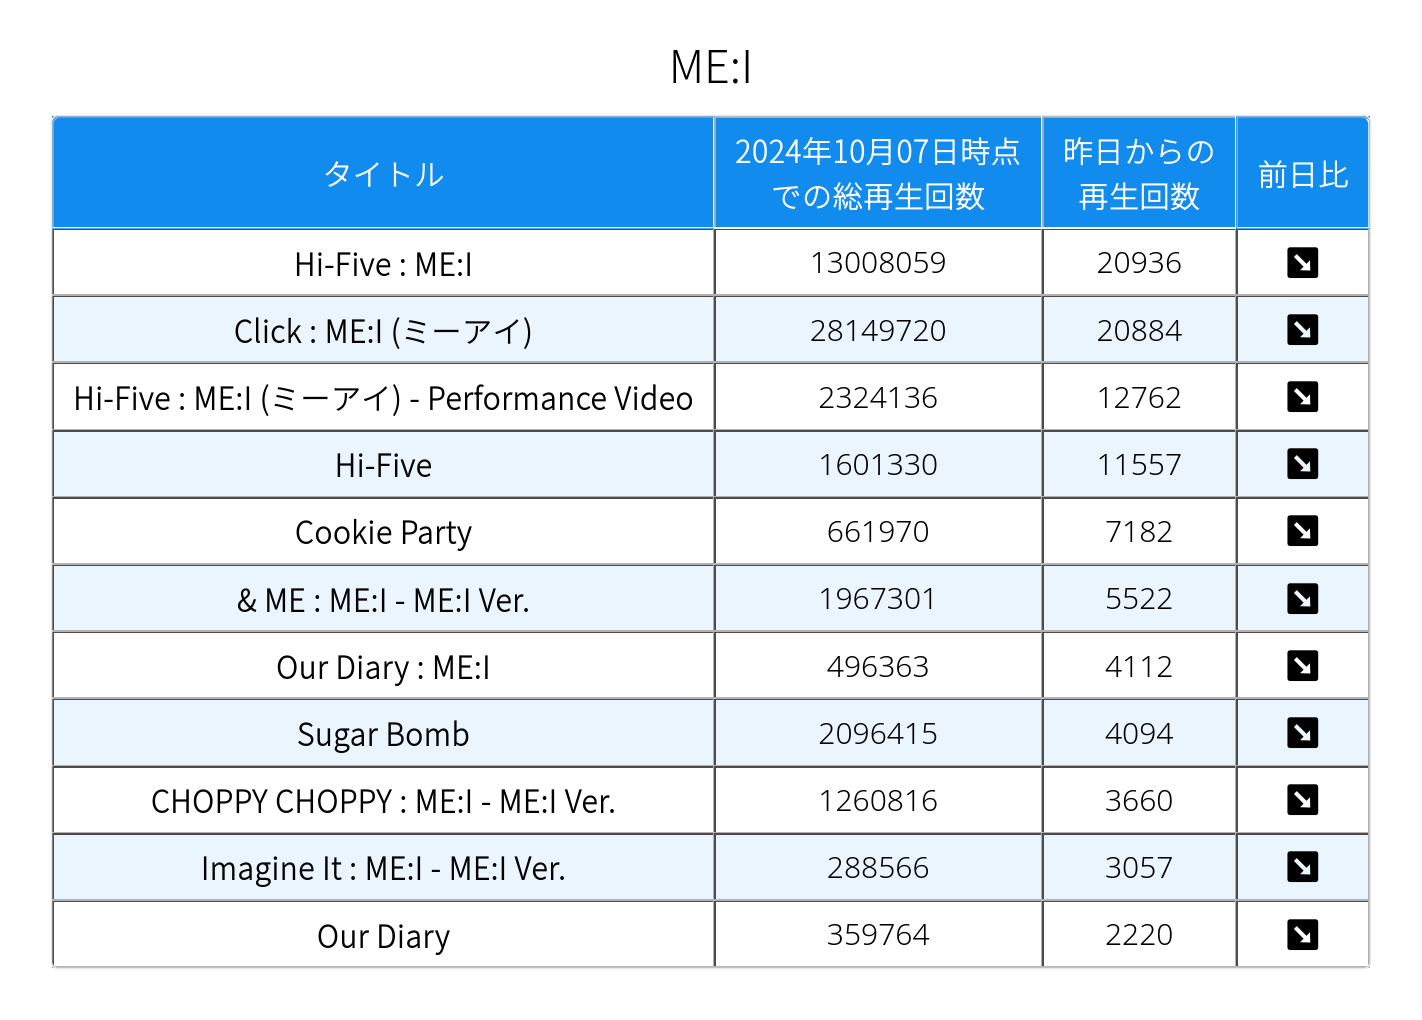 ME:I
タイトル 2024年10月07日時点での総再生回数 昨日からの再生回数 前日比
Hi-Five : ME:I 13008059 20936 ↘
Click : ME:I (ミーアイ) 28149720 20884 ↘
Hi-Five : ME:I (ミーアイ) - Performance Video 2324136 12762 ↘
Hi-Five 1601330 11557 ↘
Cookie Party 661970 7182 ↘
& ME : ME:I - ME:I Ver. 1967301 5522 ↘
Our Diary : ME:I 496363 4112 ↘
Sugar Bomb 2096415 4094 ↘
CHOPPY CHOPPY : ME:I - ME:I Ver. 1260816 3660 ↘
Imagine It : ME:I - ME:I Ver. 288566 3057 ↘
Our Diary 359764 2220 ↘